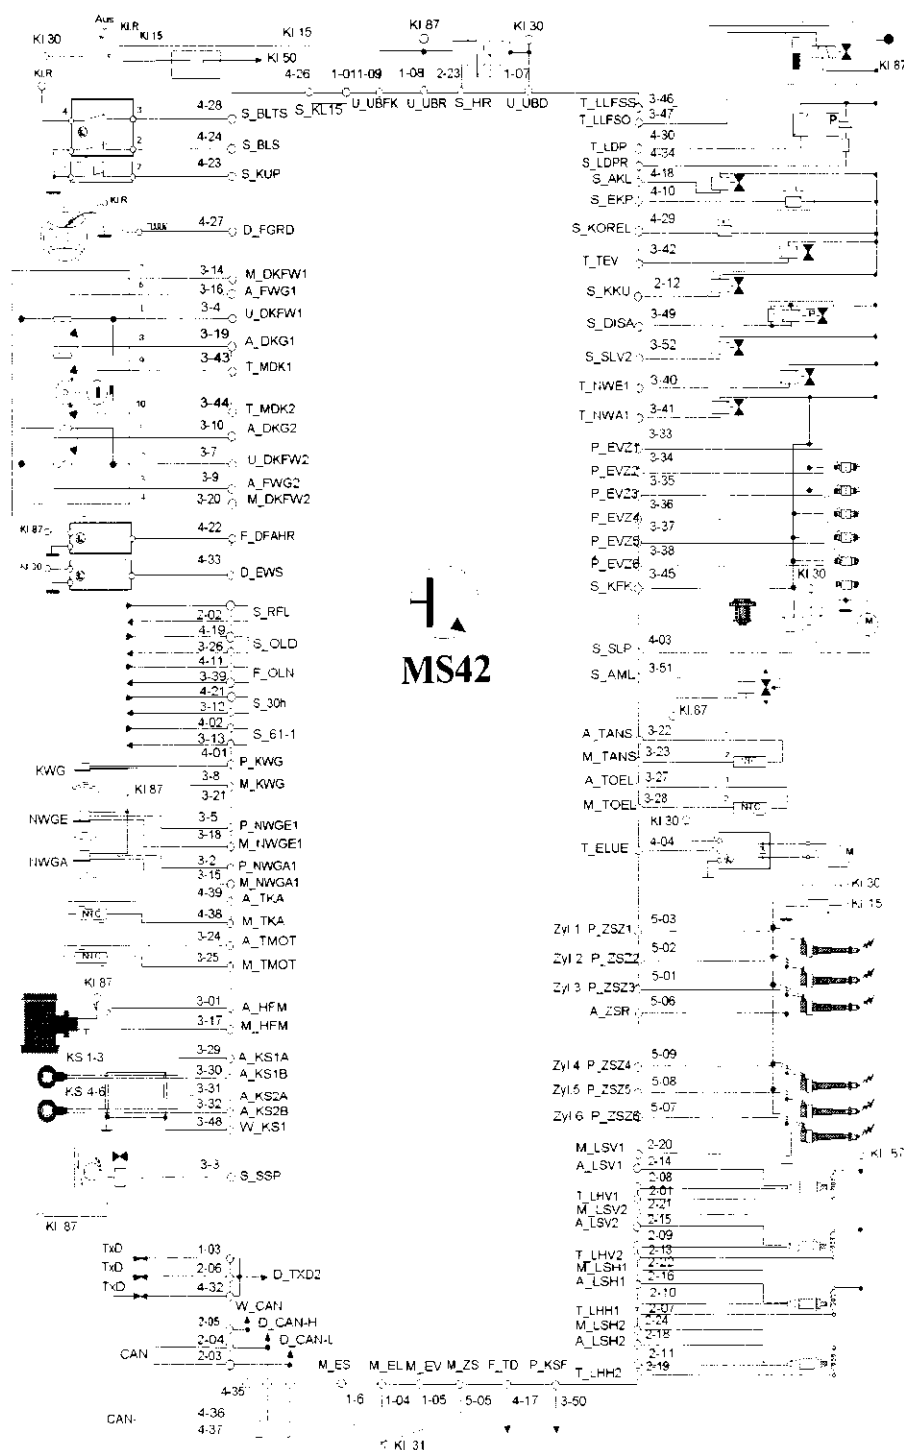 Aus
Kl.R
Kl 30
Kl 15
Kl 15
Kl 50
Kl 87
Kl 30
Kl 87
Kl.R
4-26
1-01
1-09
1-08
2-23
1-07
S_KL15
U_UBFK
U_UBR
S_HR
U_UBD
4 3 4-28 S_BLTS
2 4-24 S_BLS
7 4-23 S_KUP
Kl.R
4-27 D_FGRD
3-14 M_DKFW1
6 3-16 A_FWG1
3-4 U_DKFW1
8 3-19 A_DKG1
9 3-43 T_MDK1
10 3-44 T_MDK2
3-10 A_DKG2
3-7 U_DKFW2
3-9 A_FWG2
4 3-20 M_DKFW2
Kl 87 4-22 F_DFAHR
Kl 30 4-33 D_EWS
S_RFL
2-02
4-19
S_OLD
3-26
4-11
F_OLN
3-39
4-21
S_30h
3-12
4-02
S_61-1
3-13
4-01
KWG P_KWG
3-8 M_KWG
Kl 87 3-21
NWGE 3-5 P_NWGE1
3-18 M_NWGE1
NWGA 3-2 P_NWGA1
3-15 M_NWGA1
4-39 A_TKA
NTC 4-38 M_TKA
3-24 A_TMOT
NTC 3-25 M_TMOT
Kl 87
3-01 A_HFM
T 3-17 M_HFM
KS 1-3 3-29 A_KS1A
3-30 A_KS1B
KS 4-6 3-31 A_KS2A
3-32 A_KS2B
3-48 W_KS1
3-3 S_SSP
Kl 87
TxD 1-03
TxD 2-06 D_TXD2
TxD 4-32
W_CAN
2-05 D_CAN-H
2-04 D_CAN-L
CAN 2-03
4-35
CAN- 4-36
4-37
MS42
T_LLFSS 3-46
T_LLFSO 3-47
T_LDP 4-30 P
S_LDPR 4-34
S_AKL 4-18
S_EKP 4-10
S_KOREL 4-29
T_TEV 3-42
S_KKU 2-12
S_DISA 3-49 P
S_SLV2 3-52
T_NWE1 3-40
T_NWA1 3-41
P_EVZ1 3-33
P_EVZ2 3-34
P_EVZ3 3-35
P_EVZ4 3-36
P_EVZ5 3-37
P_EVZ6 3-38
S_KFK 3-45 Kl 30
M
S_SLP 4-03
S_AML 3-51
Kl.87
A_TANS 3-22
M_TANS 3-23 2
A_TOEL 3-27
M_TOEL 3-28 NTC
Kl 30
T_ELUE 4-04 M
Kl 30
Kl 15
Zyl.1 P_ZSZ1 5-03
Zyl 2 P_ZSZ2 5-02
Zyl 3 P_ZSZ3 5-01
A_ZSR 5-06
Zyl.4 P_ZSZ4 5-09
Zyl.5 P_ZSZ5 5-08
Zyl 6 P_ZSZ6 5-07
M_LSV1 2-20
A_LSV1 2-14
2-08
T_LHV1 2-01
M_LSV2 2-21
A_LSV2 2-15
2-09
T_LHV2 2-13
M_LSH1 2-22
A_LSH1 2-16
2-10
T_LHH1 2-07
M_LSH2 2-24
A_LSH2 2-18
2-11
T_LHH2 2-19
M_ES M_EL M_EV M_ZS F_TD P_KSF
1-6 1-04 1-05 5-05 4-17 3-50
Kl 31